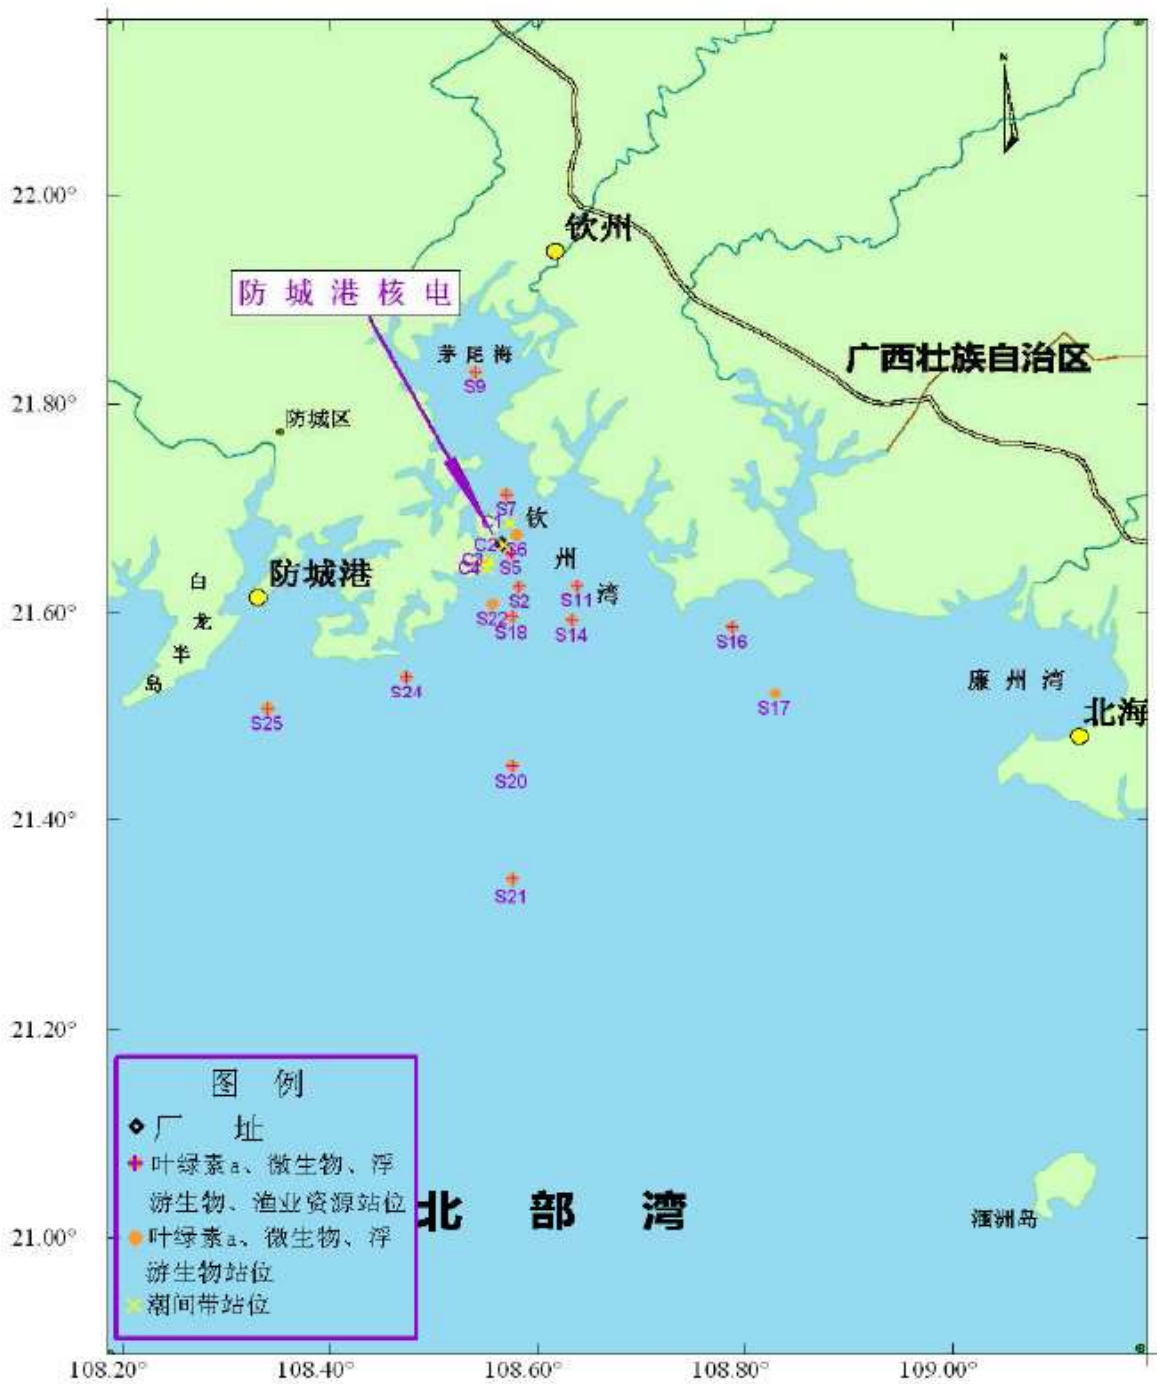 N
22.00°
钦州
防城港核电
茅尾海
广西壮族自治区
S9
21.80°
防城区
S7
C1
钦
C2
S6
州
C3
C4
S5
防城港
白
龙
半
岛
21.60°
S2
S11
湾
S22
S18
S14
S16
S24
廉州湾
S25
S17
北海
S20
21.40°
S21
21.20°
图 例
厂 址
叶绿素a、微生物、浮
游生物、渔业资源站位
叶绿素a、微生物、浮
游生物站位
潮间带站位
北部湾
涠洲岛
21.00°
108.20°
108.40°
108.60°
108.80°
109.00°